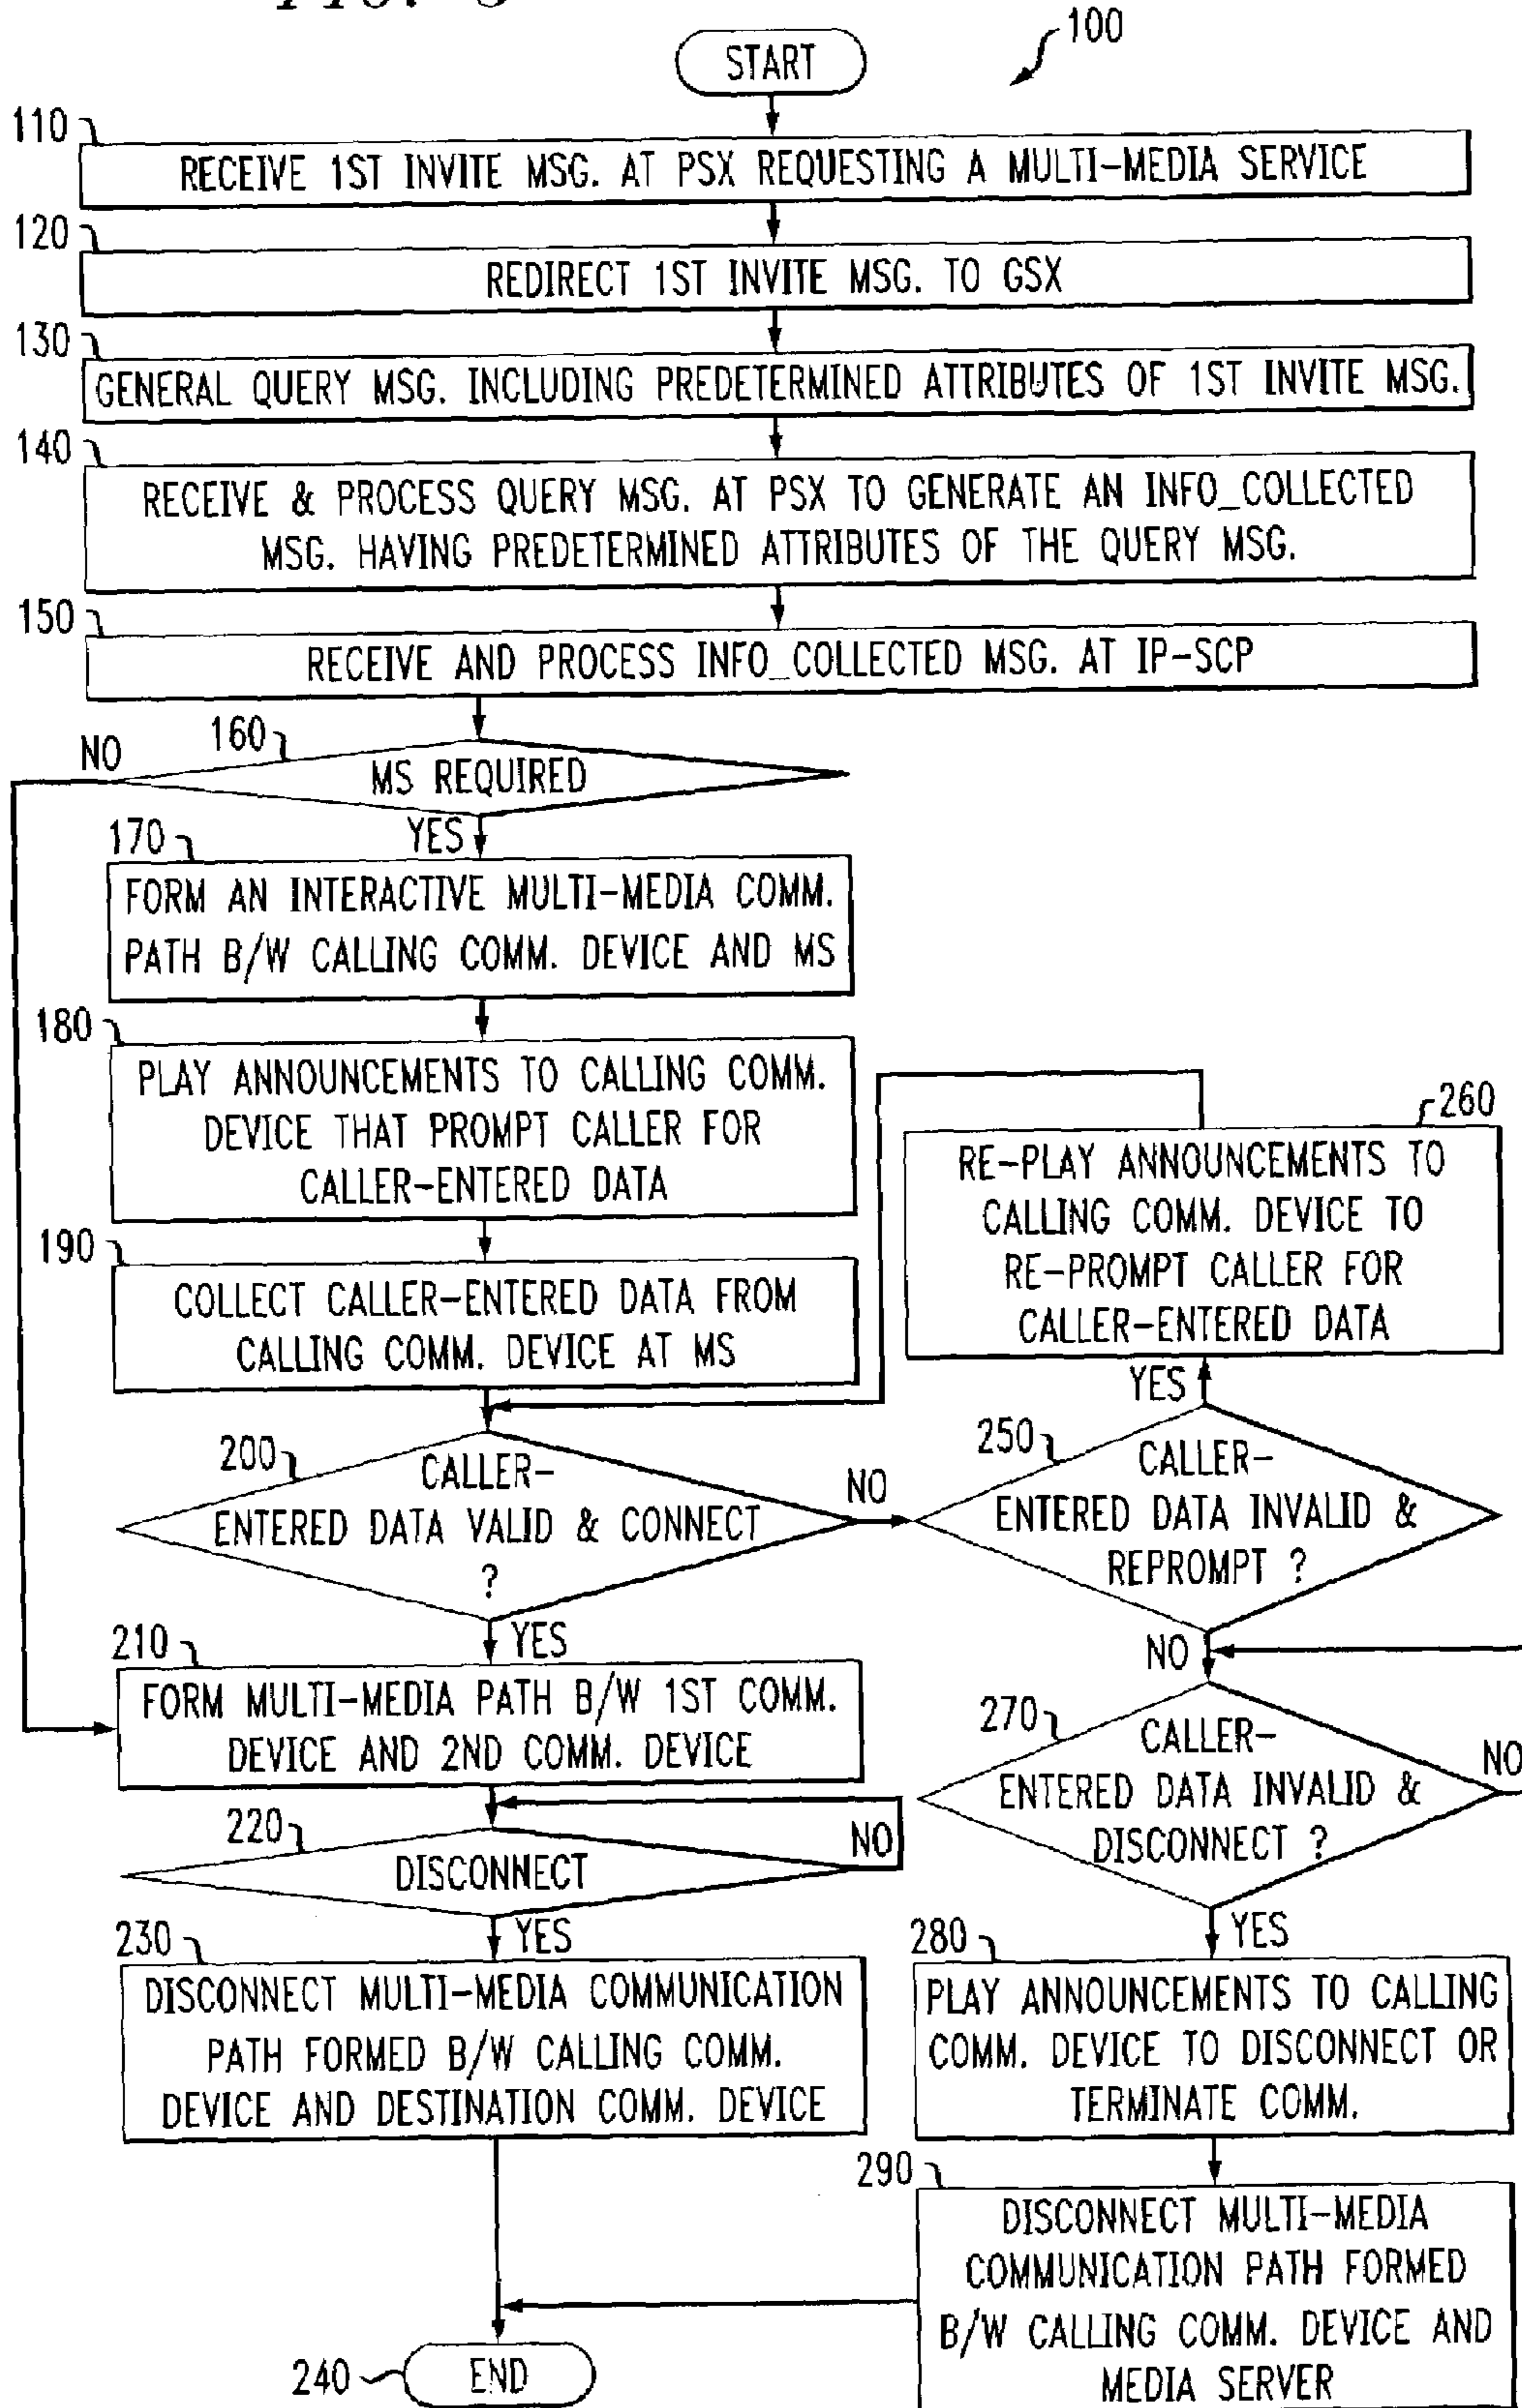 START
100
110
RECEIVE 1ST INVITE MSG. AT PSX REQUESTING A MULTI-MEDIA SERVICE
120
REDIRECT 1ST INVITE MSG. TO GSX
130
GENERAL QUERY MSG. INCLUDING PREDETERMINED ATTRIBUTES OF 1ST INVITE MSG.
140
RECEIVE & PROCESS QUERY MSG. AT PSX TO GENERATE AN INFO_COLLECTED
MSG. HAVING PREDETERMINED ATTRIBUTES OF THE QUERY MSG.
150
RECEIVE AND PROCESS INFO_COLLECTED MSG. AT IP-SCP
160
NO
MS REQUIRED
YES
170
FORM AN INTERACTIVE MULTI-MEDIA COMM.
PATH B/W CALLING COMM. DEVICE AND MS
180
PLAY ANNOUNCEMENTS TO CALLING COMM.
DEVICE THAT PROMPT CALLER FOR
CALLER-ENTERED DATA
190
COLLECT CALLER-ENTERED DATA FROM
CALLING COMM. DEVICE AT MS
260
RE-PLAY ANNOUNCEMENTS TO
CALLING COMM. DEVICE TO
RE-PROMPT CALLER FOR
CALLER-ENTERED DATA
YES
200
CALLER-
ENTERED DATA VALID & CONNECT
?
NO
250
CALLER-
ENTERED DATA INVALID &
REPROMPT ?
YES
NO
210
FORM MULTI-MEDIA PATH B/W 1ST COMM.
DEVICE AND 2ND COMM. DEVICE
270
CALLER-
ENTERED DATA INVALID &
DISCONNECT ?
NO
220
DISCONNECT
NO
YES
YES
230
DISCONNECT MULTI-MEDIA COMMUNICATION
PATH FORMED B/W CALLING COMM.
DEVICE AND DESTINATION COMM. DEVICE
280
PLAY ANNOUNCEMENTS TO CALLING
COMM. DEVICE TO DISCONNECT OR
TERMINATE COMM.
290
DISCONNECT MULTI-MEDIA
COMMUNICATION PATH FORMED
B/W CALLING COMM. DEVICE AND
MEDIA SERVER
240
END